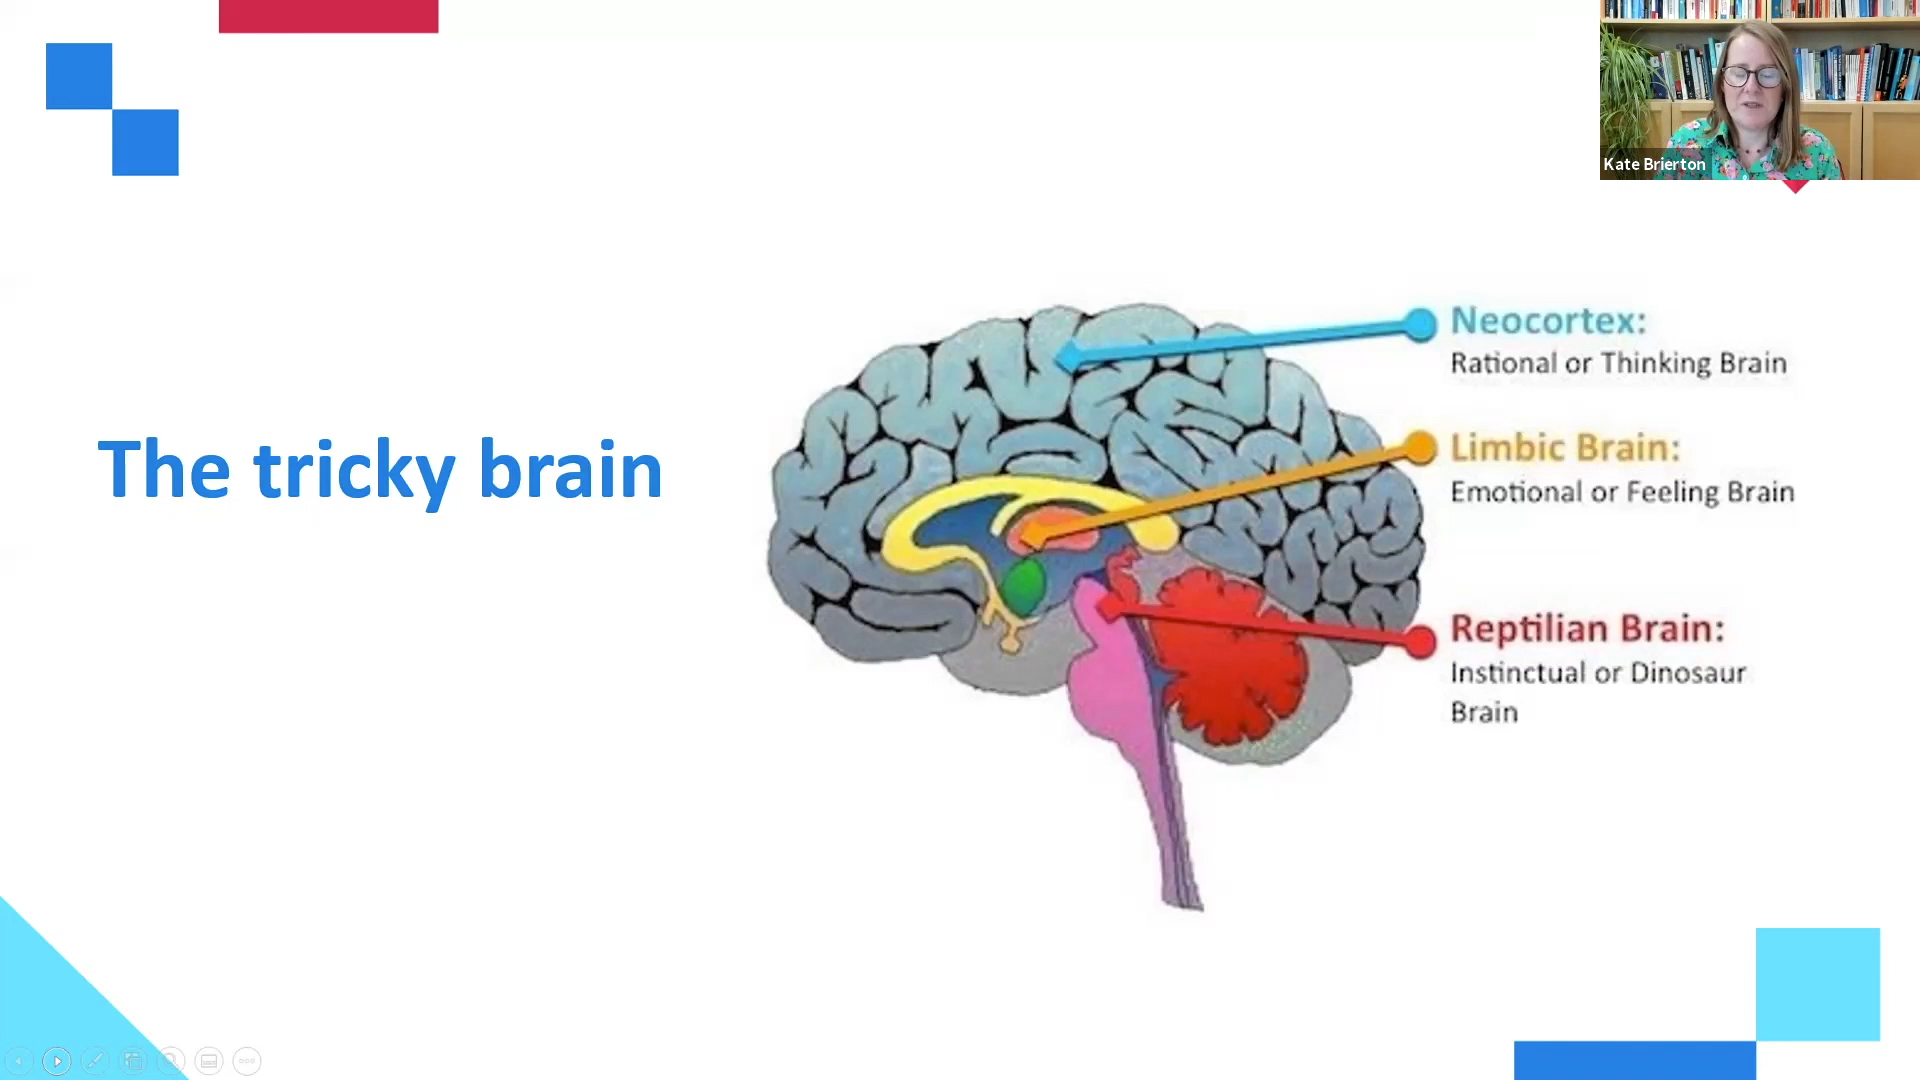 Kate Brierton
The tricky brain
Neocortex:
Rational or Thinking Brain
Limbic Brain:
Emotional or Feeling Brain
Reptilian Brain:
Instinctual or Dinosaur
Brain